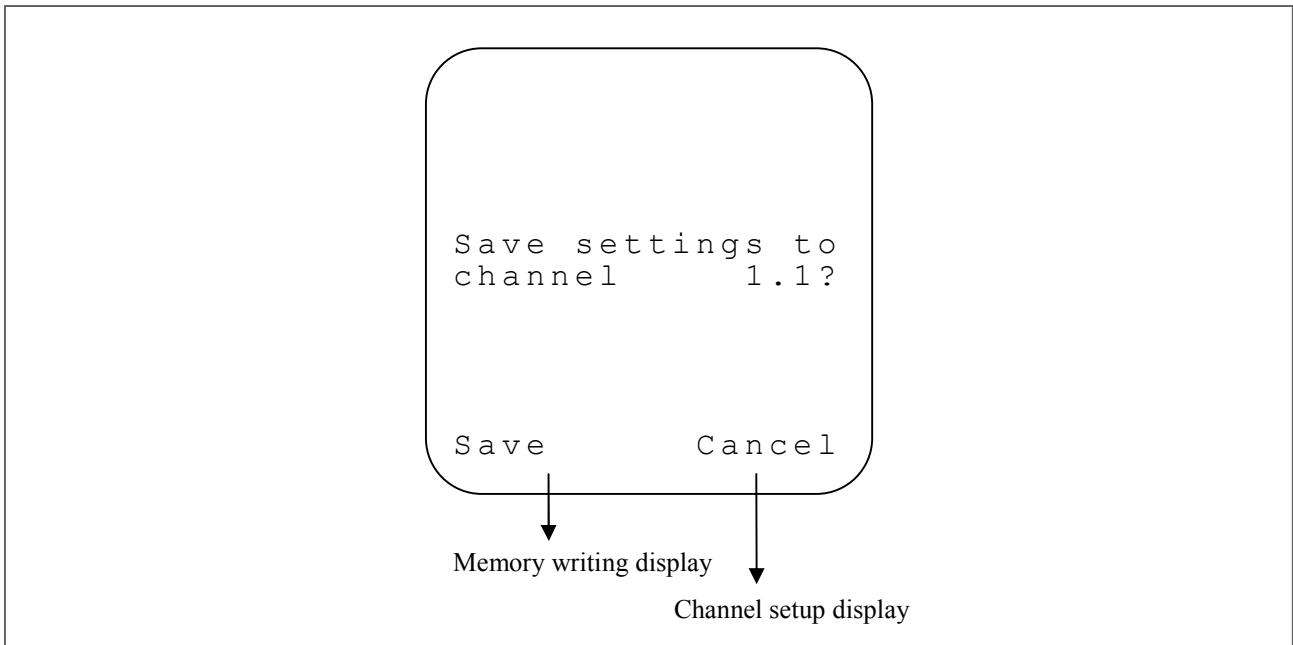 Save settings to
channel 1.1?
Save Cancel
Memory writing display
Channel setup display